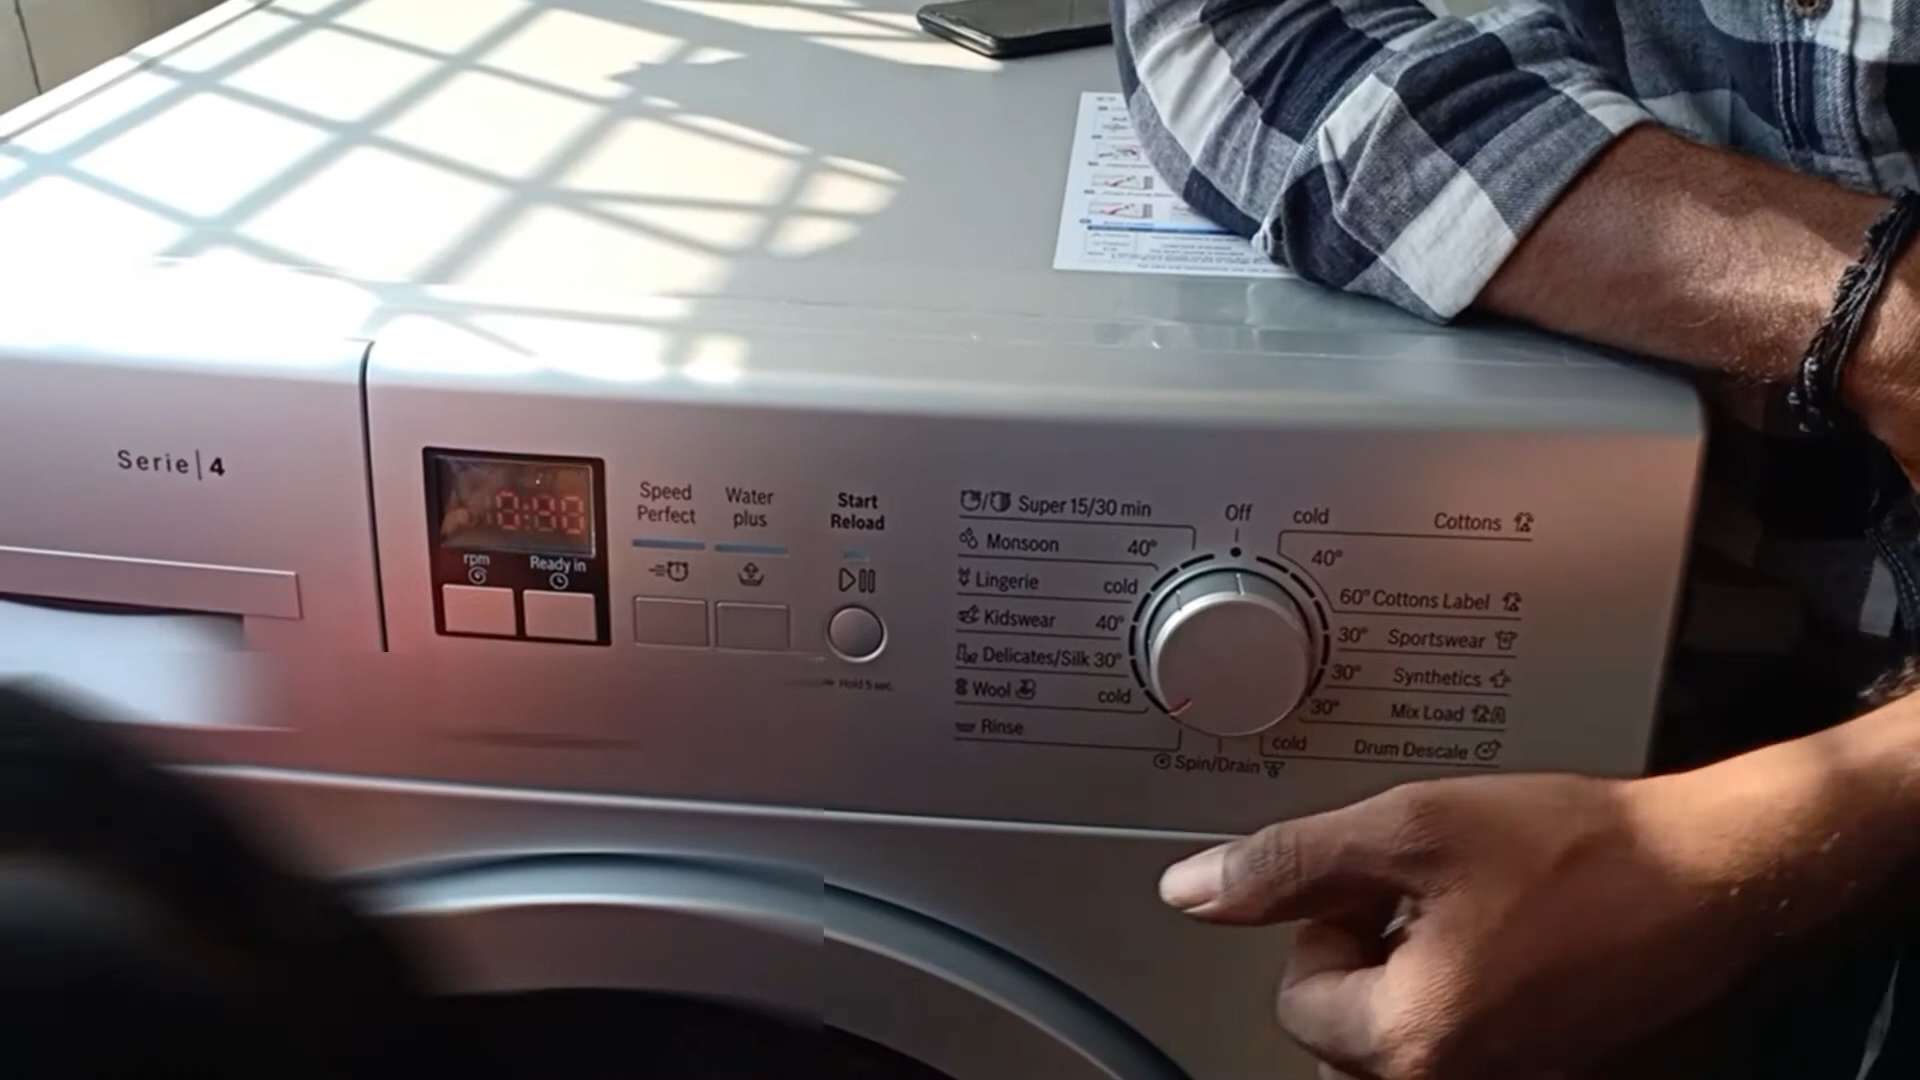 Serie | 4
rpm
Ready in
Speed
Perfect
Water
plus
Start
Reload
Hold 5 sec.
Super 15/30 min
Monsoon 40°
Lingerie cold
Kidswear 40°
Delicates/Silk 30°
Wool cold
Rinse
Spin/Drain
Off
cold Cottons
40°
60° Cottons Label
30° Sportswear
30° Synthetics
30° Mix Load
cold Drum Descale